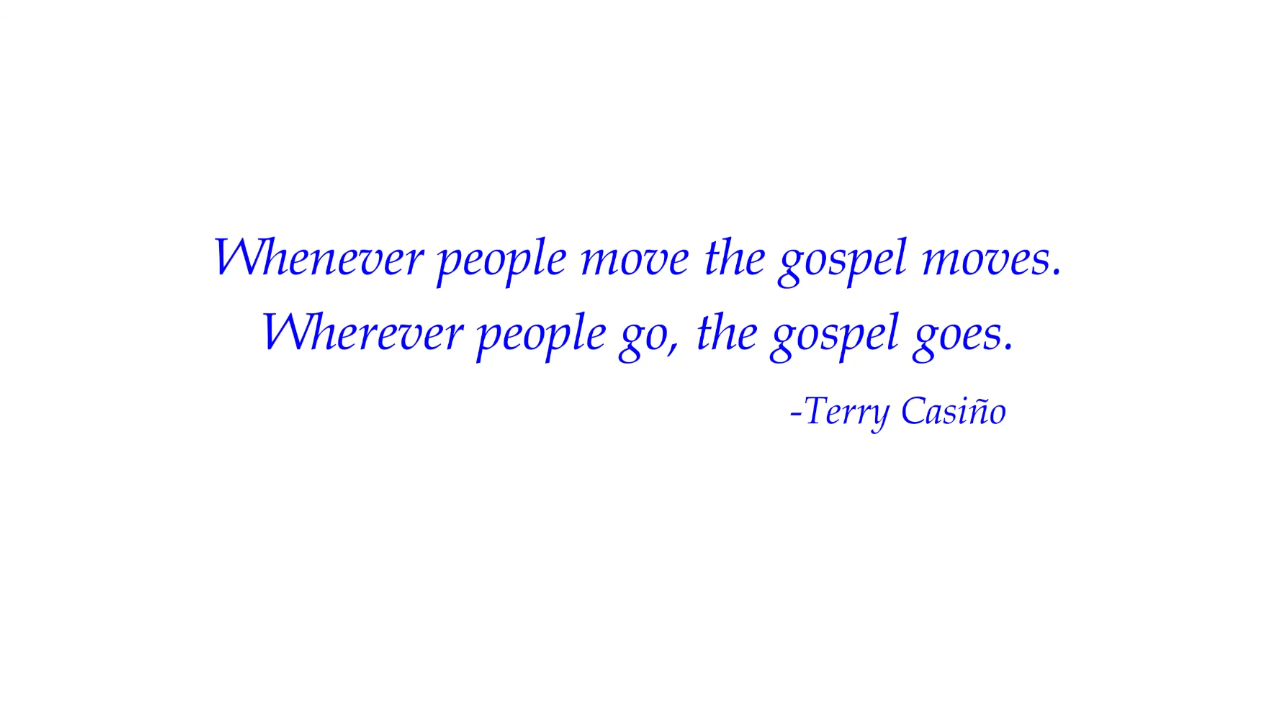 Whenever people move the gospel moves.
Wherever people go, the gospel goes.
-Terry Casiño